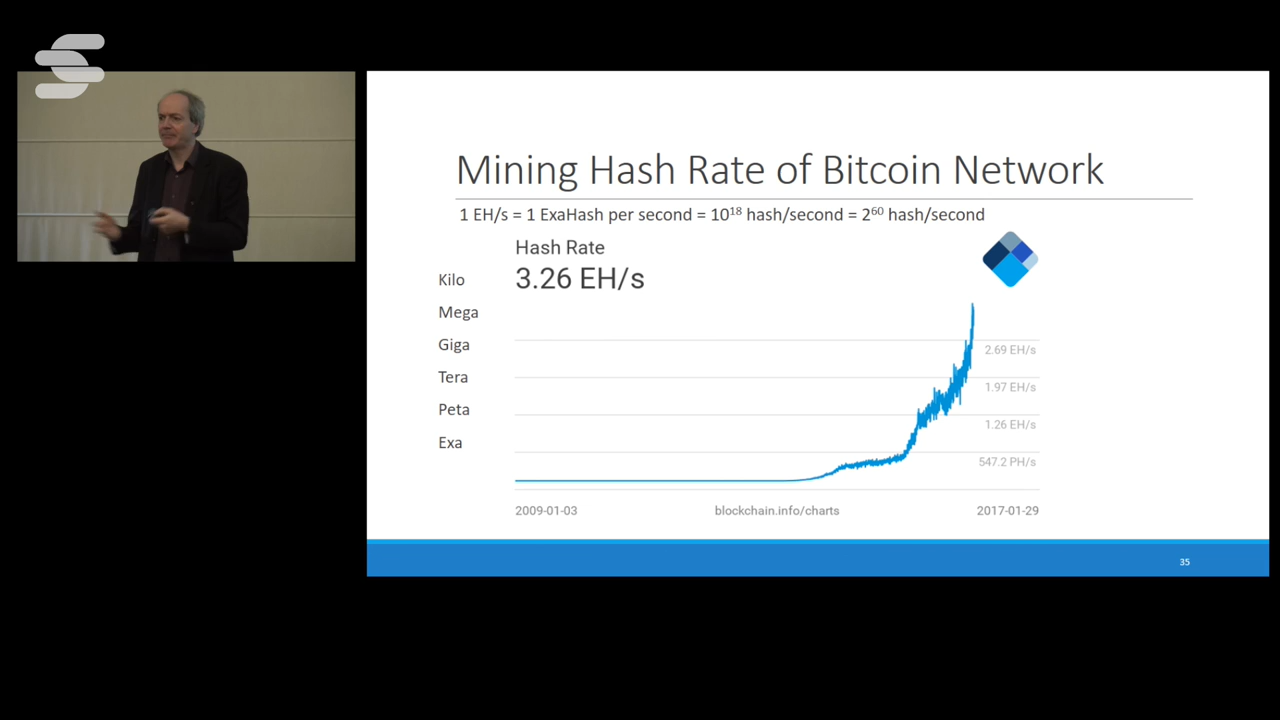 Mining Hash Rate of Bitcoin Network
1 EH/s = 1 ExaHash per second = 10¹⁸ hash/second = 2⁶⁰ hash/second
Hash Rate
3.26 EH/s
Kilo
Mega
Giga
Tera
Peta
Exa
2.69 EH/s
1.97 EH/s
1.26 EH/s
547.2 PH/s
2009-01-03
blockchain.info/charts
2017-01-29
35